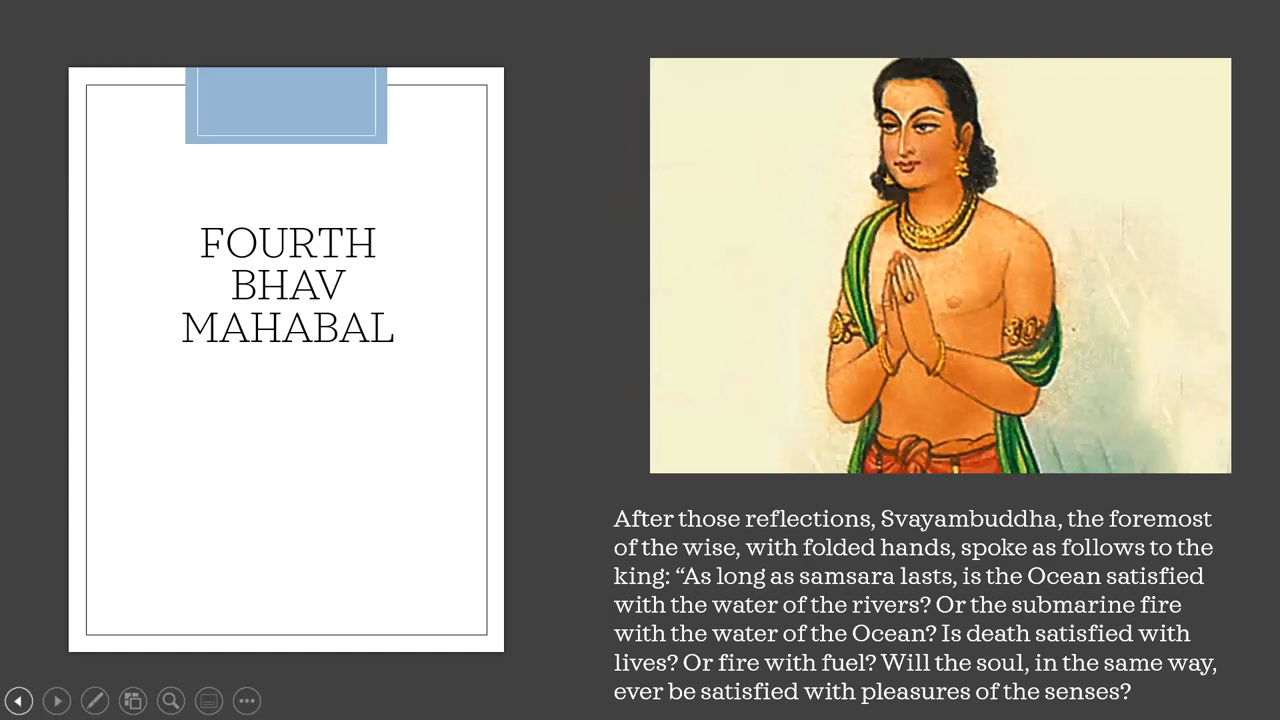 FOURTH
BHAV
MAHABAL
After those reflections, Svayambuddha, the foremost
of the wise, with folded hands, spoke as follows to the
king: “As long as samsara lasts, is the Ocean satisfied
with the water of the rivers? Or the submarine fire
with the water of the Ocean? Is death satisfied with
lives? Or fire with fuel? Will the soul, in the same way,
ever be satisfied with pleasures of the senses?